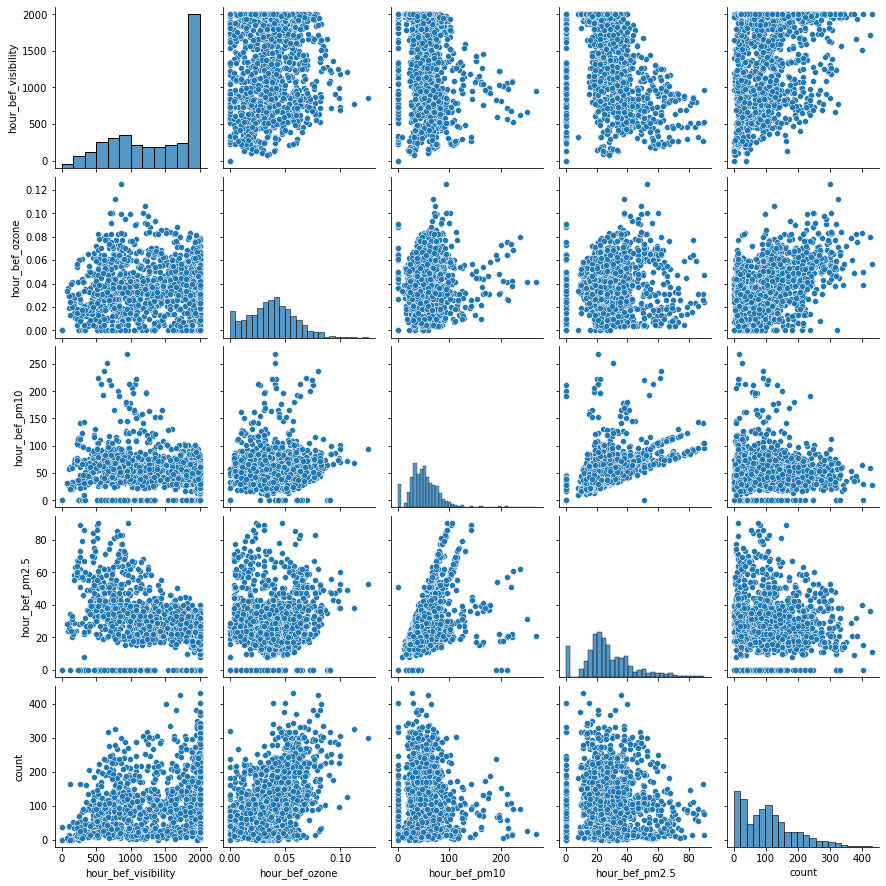 2000
1500
1000
500
0
hour_bef_visibility
0.12
0.10
0.08
0.06
0.04
0.02
0.00
hour_bef_ozone
250
200
150
100
50
0
hour_bef_pm10
80
60
40
20
0
hour_bef_pm2.5
400
300
200
100
0
count
0 500 1000 1500 2000
hour_bef_visibility
0.00 0.05 0.10
hour_bef_ozone
0 100 200
hour_bef_pm10
0 20 40 60 80
hour_bef_pm2.5
0 200 400
count